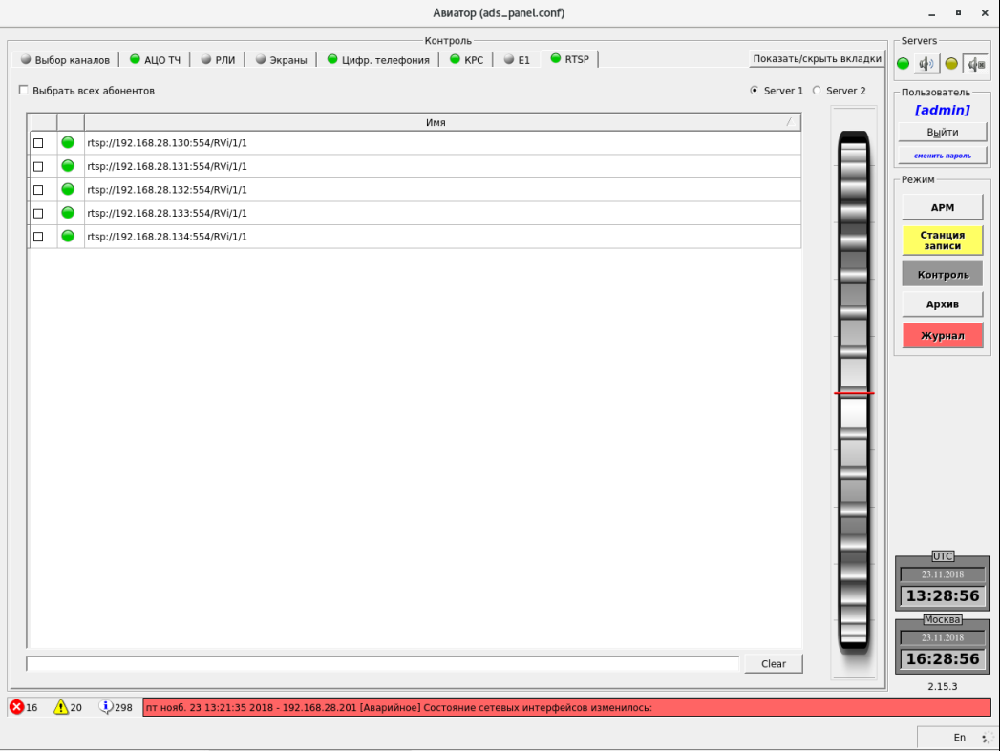 Авиатор (ads_panel.conf)
Контроль
Выбор каналов
АЦО ТЧ
РЛИ
Экраны
Цифр. телефония
КРС
E1
RTSP
Показать/скрыть вкладки
Выбрать всех абонентов
Server 1
Server 2
Имя
rtsp://192.168.28.130:554/RVi/1/1
rtsp://192.168.28.131:554/RVi/1/1
rtsp://192.168.28.132:554/RVi/1/1
rtsp://192.168.28.133:554/RVi/1/1
rtsp://192.168.28.134:554/RVi/1/1
Clear
Servers
Пользователь
[admin]
Выйти
сменить пароль
Режим
АРМ
Станция
записи
Контроль
Архив
Журнал
UTC
23.11.2018
13:28:56
Москва
23.11.2018
16:28:56
2.15.3
16
20
298
пт нояб. 23 13:21:35 2018 - 192.168.28.201 [Аварийное] Состояние сетевых интерфейсов изменилось:
En